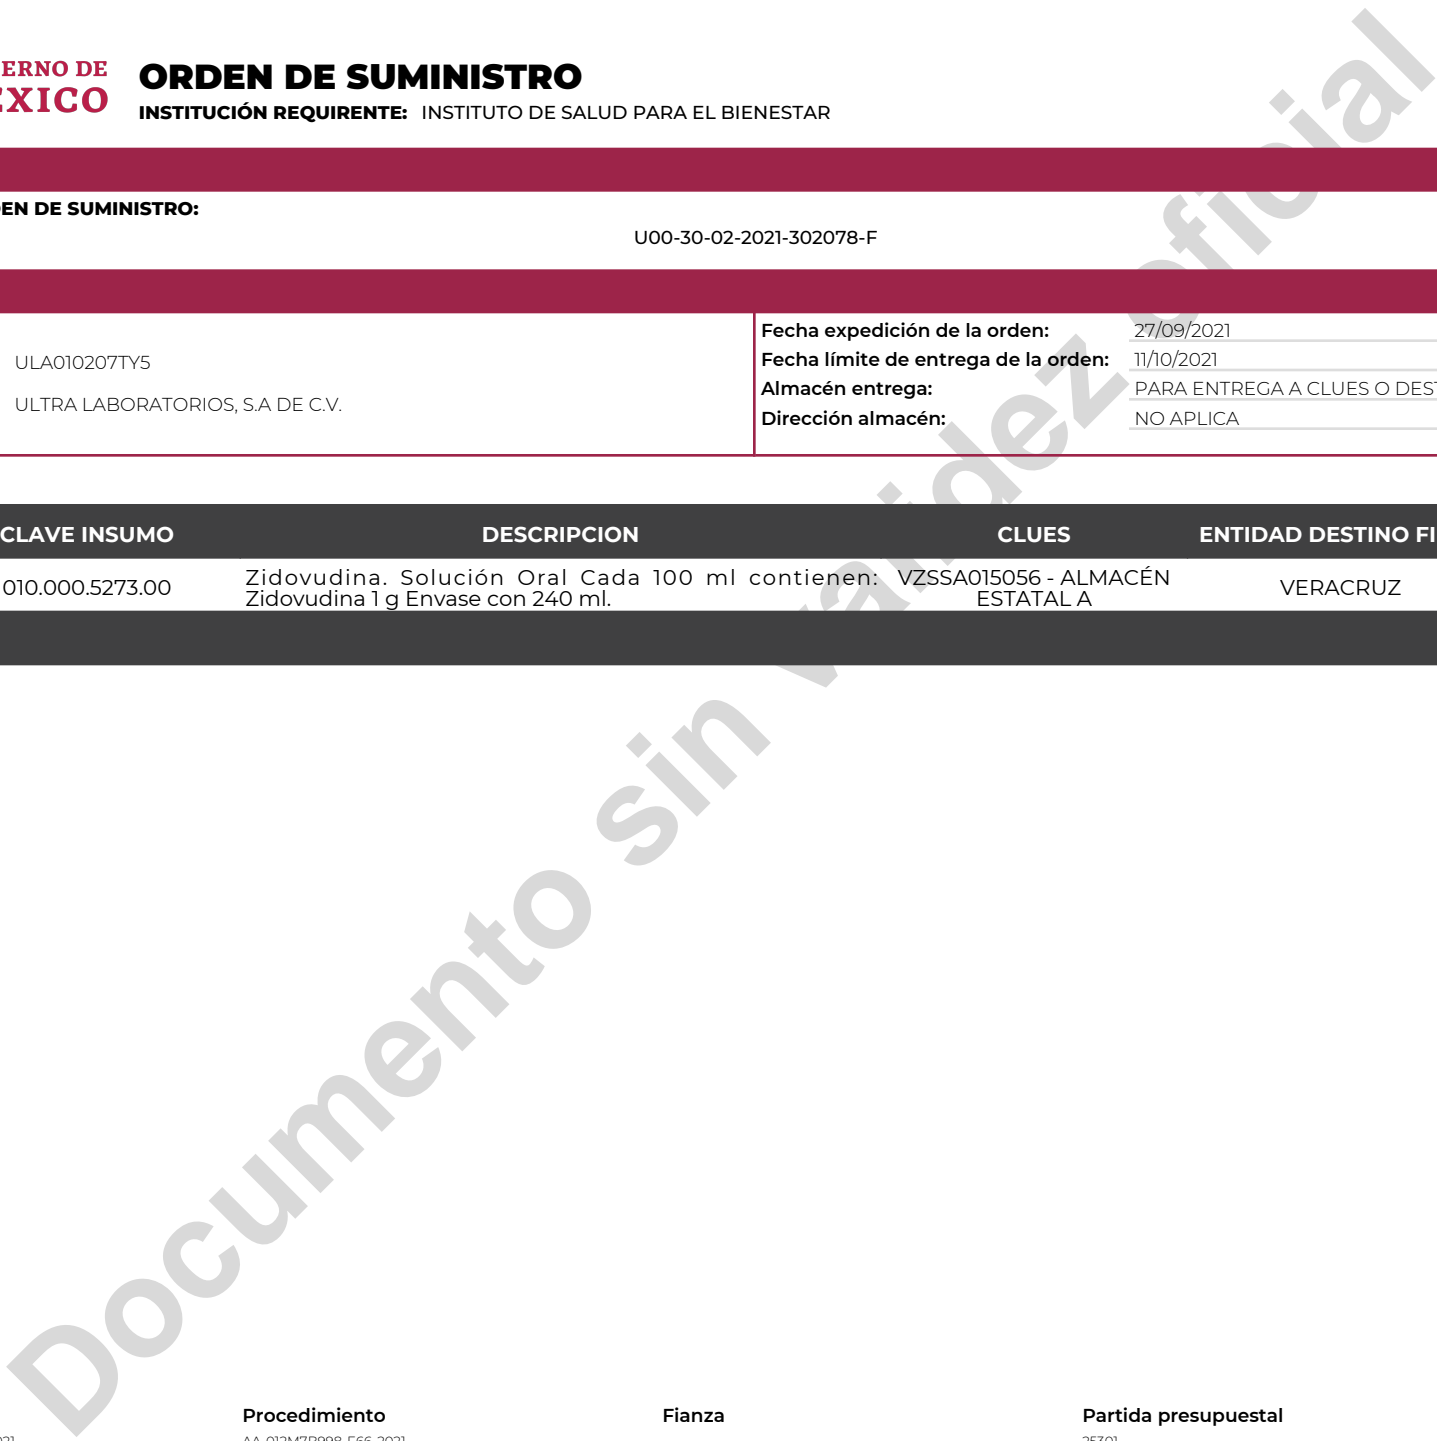 ERNO DE
ORDEN DE SUMINISTRO
XICO
INSTITUCIÓN REQUIRENTE: INSTITUTO DE SALUD PARA EL BIENESTAR
EN DE SUMINISTRO:
U00-30-02-2021-302078-F
Fecha expedición de la orden: 27/09/2021
ULA010207TY5
Fecha límite de entrega de la orden: 11/10/2021
Almacén entrega: PARA ENTREGA A CLUES O DEST
ULTRA LABORATORIOS, S.A DE C.V.
Dirección almacén: NO APLICA
CLAVE INSUMO DESCRIPCION CLUES ENTIDAD DESTINO FI
010.000.5273.00
Zidovudina. Solución Oral Cada 100 ml contienen:
Zidovudina 1 g Envase con 240 ml.
VZSSA015056 - ALMACÉN
ESTATAL A
VERACRUZ
Documento sin validez oficial
Procedimiento Fianza Partida presupuestal